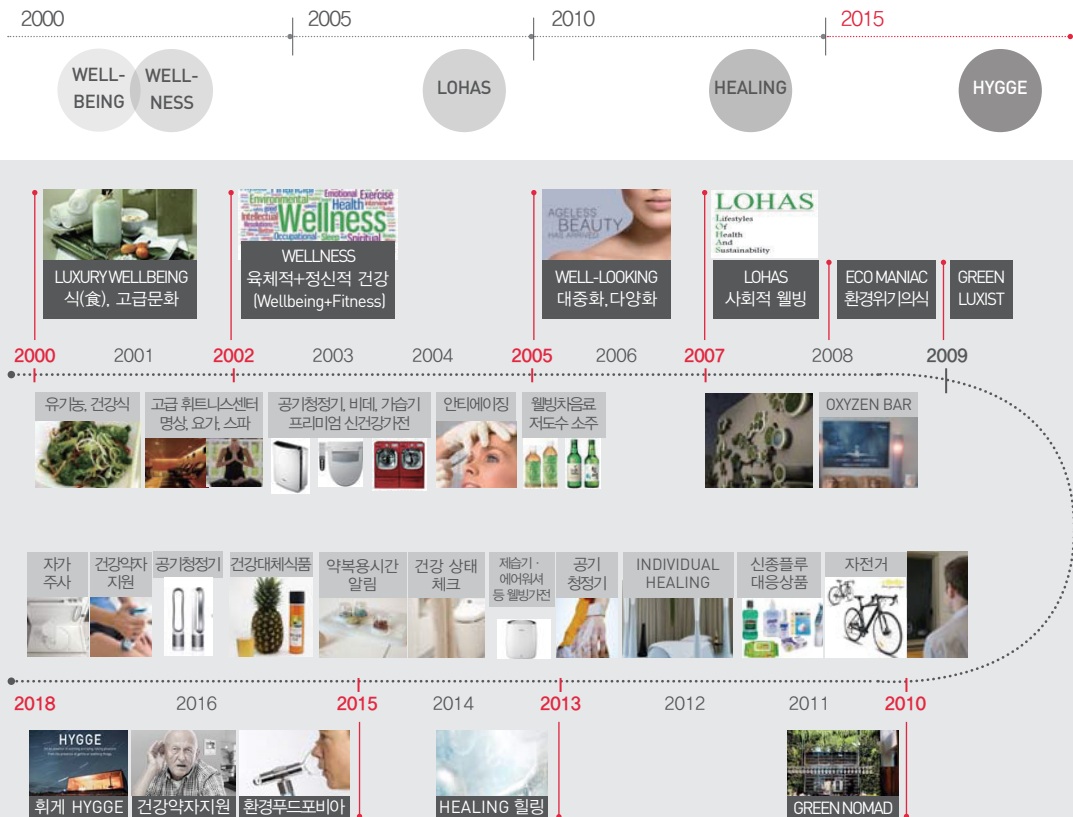 2000
2005
2010
2015
WELL-
BEING
WELL-
NESS
LOHAS
HEALING
HYGGE
LUXURY WELLBEING
식(食), 고급문화
Environmental
Emotional Exercise
Health
Intellectual
Wellness
Occupational Sleep Spiritual
WELLNESS
육체적+정신적 건강
(Wellbeing+Fitness)
AGELESS
BEAUTY
HAS ARRIVED
WELL-LOOKING
대중화,다양화
LOHAS
Lifestyles
Of
Health
And
Sustainability
LOHAS
사회적 웰빙
ECO MANIAC
환경위기의식
GREEN
LUXIST
2000
2001
2002
2003
2004
2005
2006
2007
2008
2009
유기농, 건강식
고급 휘트니스센터
명상, 요가, 스파
공기청정기, 비데, 가습기
프리미엄 신건강가전
안티에이징
웰빙차음료
저도수 소주
OXYZEN BAR
자가
주사
건강약자
지원
공기청정기
건강대체식품
약복용시간
알림
건강 상태
체크
제습기 ·
에어워셔
등 웰빙가전
공기
청정기
INDIVIDUAL
HEALING
신종플루
대응상품
자전거
2018
2016
2015
2014
2013
2012
2011
2010
HYGGE
휘게 HYGGE
건강약자지원
환경푸드포비아
HEALING 힐링
GREEN NOMAD